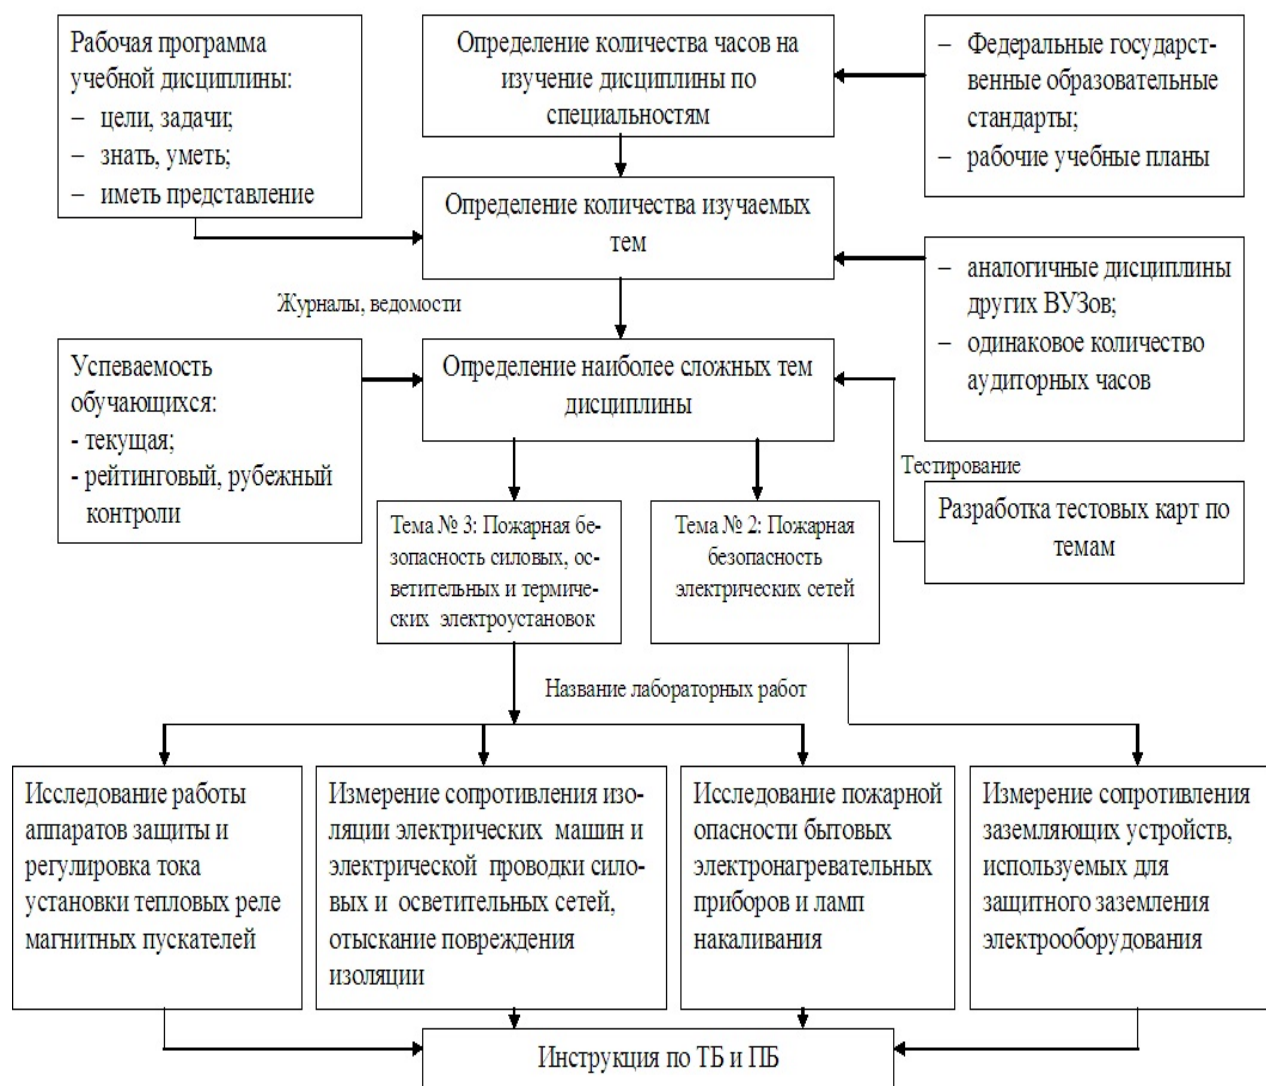 Рабочая программа
учебной дисциплины:
– цели, задачи;
– знать, уметь;
– иметь представление
Определение количества часов на
изучение дисциплины по
специальностям
– Федеральные государст-
венные образовательные
стандарты;
– рабочие учебные планы
Определение количества изучаемых
тем
– аналогичные дисциплины
других ВУЗов;
– одинаковое количество
аудиторных часов
Журналы, ведомости
Успеваемость
обучающихся:
- текущая;
- рейтинговый, рубежный
контроли
Определение наиболее сложных тем
дисциплины
Тестирование
Разработка тестовых карт по
темам
Тема № 3: Пожарная бе-
зопасность силовых, ос-
ветительных и термиче-
ских электроустановок
Тема № 2: Пожарная
безопасность
электрических сетей
Название лабораторных работ
Исследование работы
аппаратов защиты и
регулировка тока
установки тепловых реле
магнитных пускателей
Измерение сопротивления изо-
ляции электрических машин и
электрической проводки сило-
вых и осветительных сетей,
отыскание повреждения
изоляции
Исследование пожарной
опасности бытовых
электронагревательных
приборов и ламп
накаливания
Измерение сопротивления
заземляющих устройств,
используемых для
защитного заземления
электрооборудования
Инструкция по ТБ и ПБ